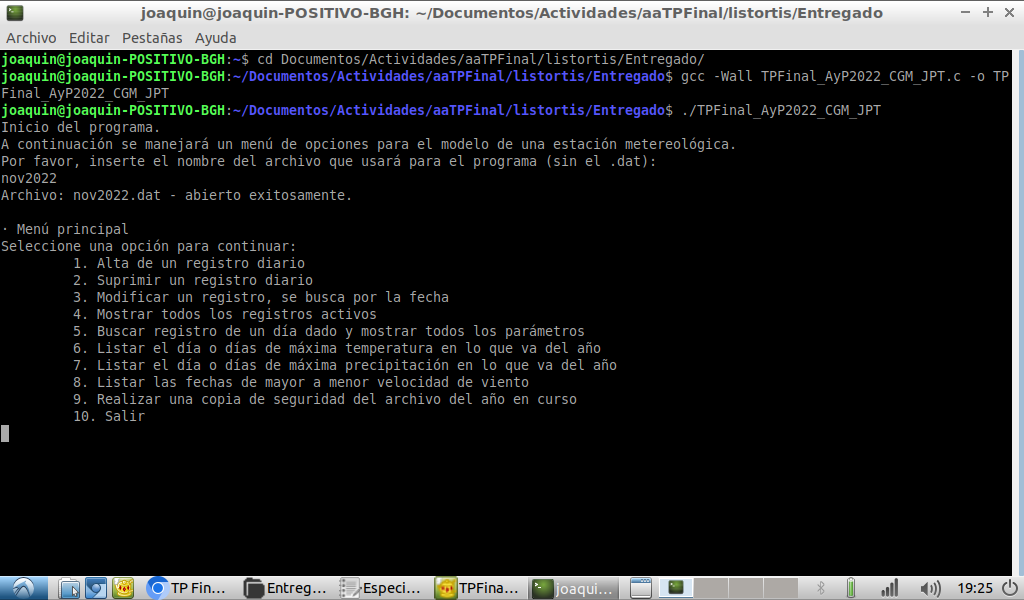 joaquin@joaquin-POSITIVO-BGH: ~/Documentos/Actividades/aaTPFinal/listortis/Entregado
Archivo Editar Pestañas Ayuda
joaquin@joaquin-POSITIVO-BGH:~$ cd Documentos/Actividades/aaTPFinal/listortis/Entregado/
joaquin@joaquin-POSITIVO-BGH:~/Documentos/Actividades/aaTPFinal/listortis/Entregado$ gcc -Wall TPFinal_AyP2022_CGM_JPT.c -o TP
Final_AyP2022_CGM_JPT
joaquin@joaquin-POSITIVO-BGH:~/Documentos/Actividades/aaTPFinal/listortis/Entregado$ ./TPFinal_AyP2022_CGM_JPT
Inicio del programa.
A continuación se manejará un menú de opciones para el modelo de una estación metereológica.
Por favor, inserte el nombre del archivo que usará para el programa (sin el .dat):
nov2022
Archivo: nov2022.dat - abierto exitosamente.
· Menú principal
Seleccione una opción para continuar:
1. Alta de un registro diario
2. Suprimir un registro diario
3. Modificar un registro, se busca por la fecha
4. Mostrar todos los registros activos
5. Buscar registro de un día dado y mostrar todos los parámetros
6. Listar el día o días de máxima temperatura en lo que va del año
7. Listar el día o días de máxima precipitación en lo que va del año
8. Listar las fechas de mayor a menor velocidad de viento
9. Realizar una copia de seguridad del archivo del año en curso
10. Salir
TP Fin... Entreg... Especi... TPFina... joaqui... 19:25